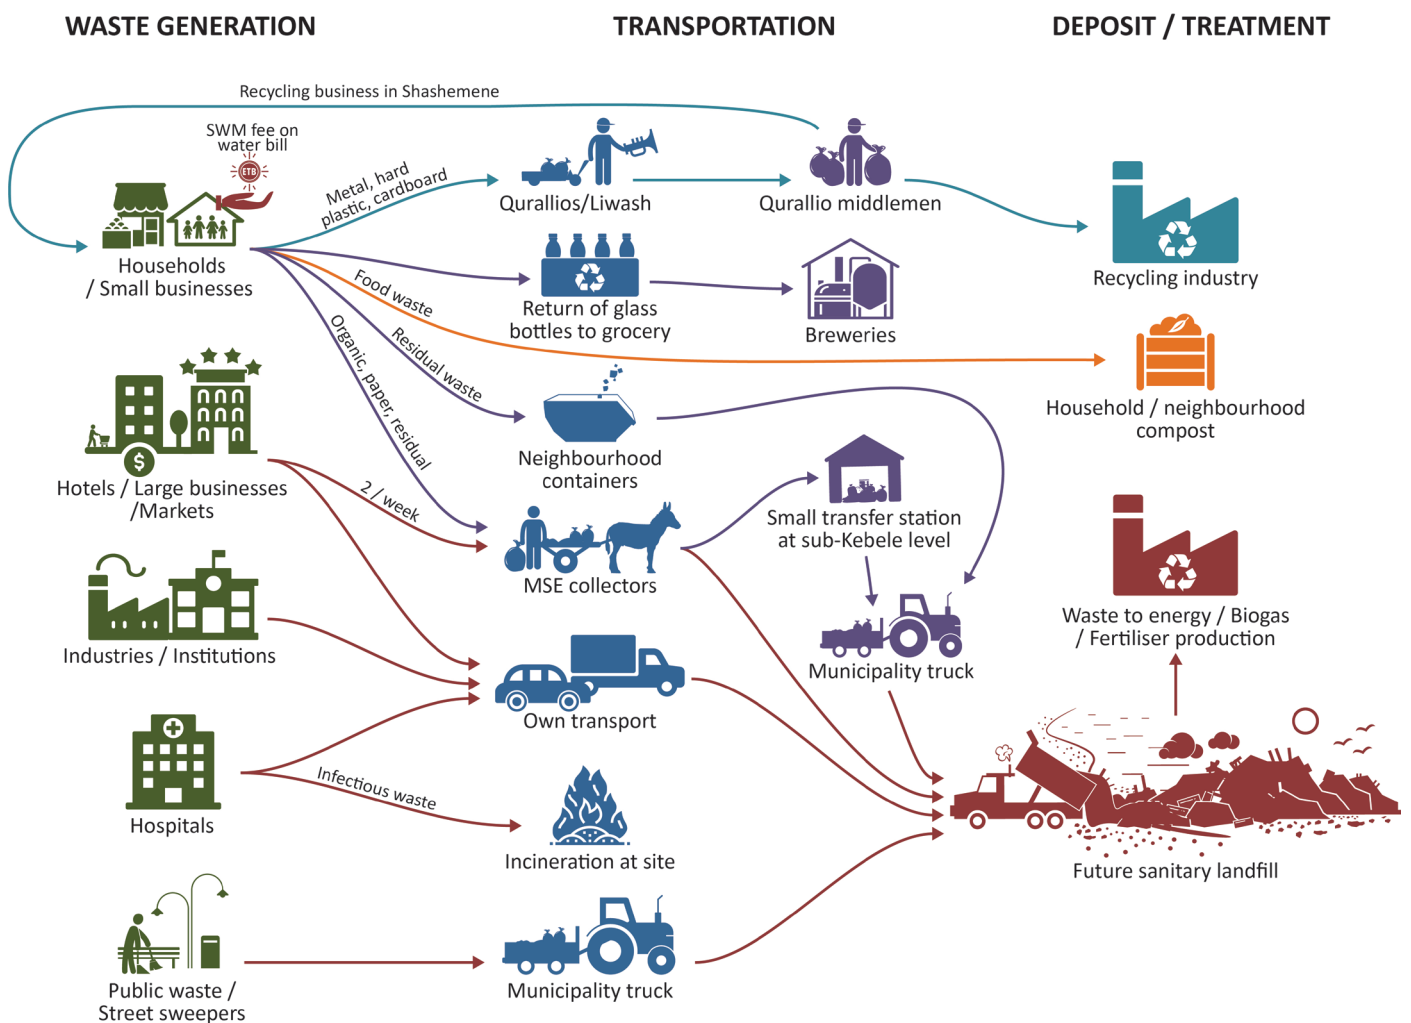 WASTE GENERATION
TRANSPORTATION
DEPOSIT / TREATMENT
Recycling business in Shashemene
SWM fee on
water bill
ETB
Households
/ Small businesses
Metal, hard
plastic, cardboard
Qurallios/Liwash
Qurallio middlemen
Recycling industry
Return of glass
bottles to grocery
Breweries
Food waste
Household / neighbourhood
compost
Residual waste
Neighbourhood
containers
Organic, paper, residual
$
Hotels / Large businesses
/Markets
2 / week
MSE collectors
Small transfer station
at sub-Kebele level
Municipality truck
Waste to energy / Biogas
/ Fertiliser production
Industries / Institutions
Own transport
Hospitals
Infectious waste
Incineration at site
Future sanitary landfill
Public waste /
Street sweepers
Municipality truck